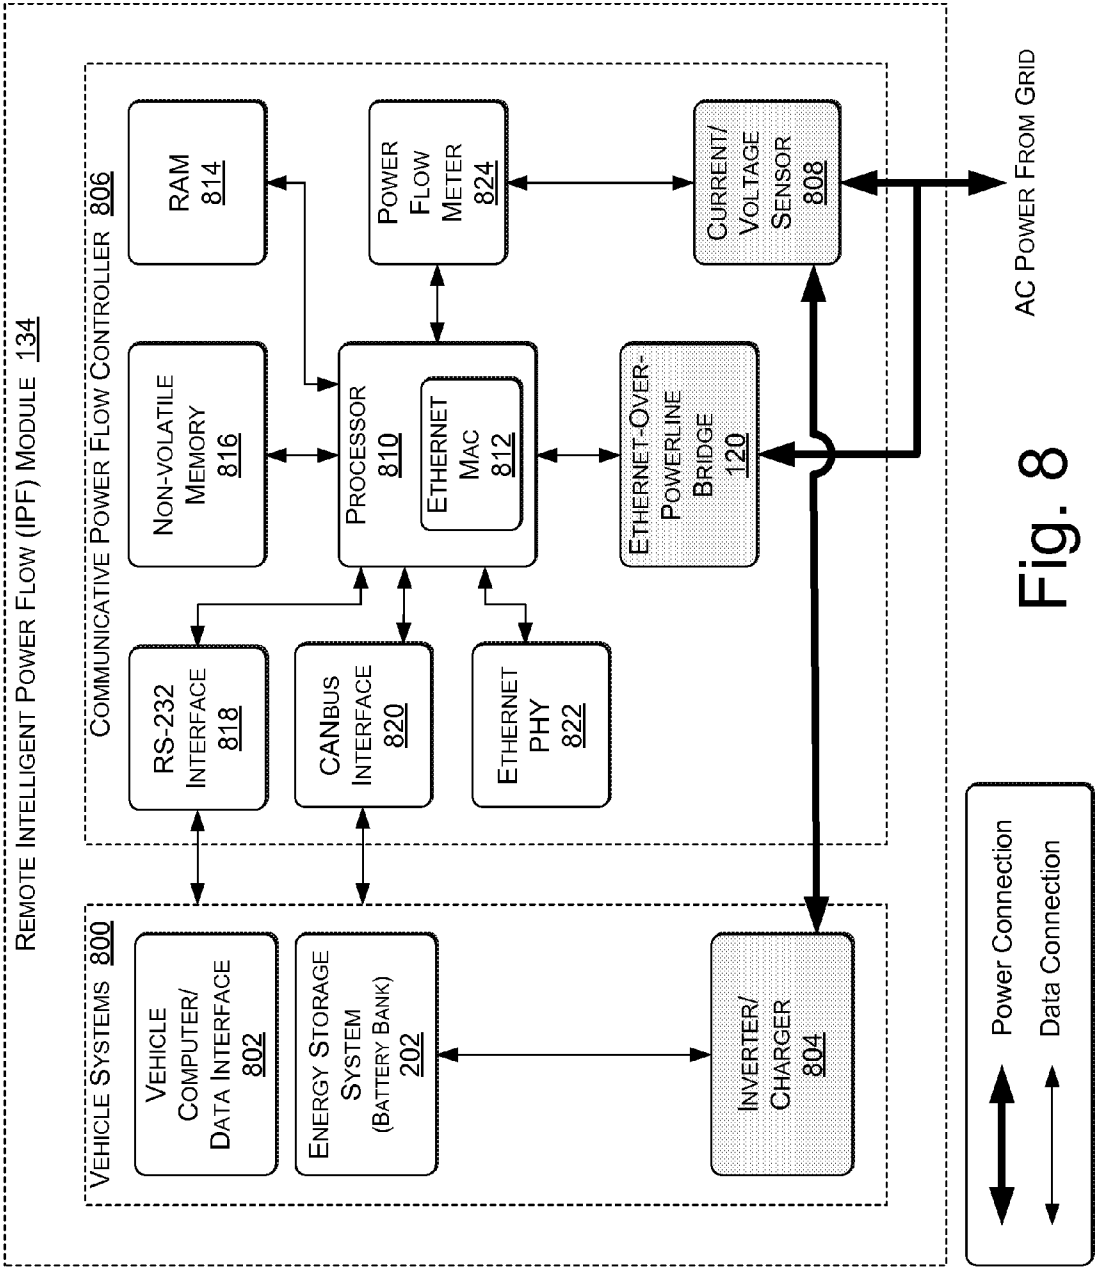 REMOTE INTELLIGENT POWER FLOW (IPF) MODULE 134
VEHICLE SYSTEMS 800
VEHICLE
COMPUTER/
DATA INTERFACE
802
ENERGY STORAGE
SYSTEM
(BATTERY BANK)
202
INVERTER/
CHARGER
804
COMMUNICATIVE POWER FLOW CONTROLLER 806
RS-232
INTERFACE
818
CANBUS
INTERFACE
820
ETHERNET
PHY
822
NON-VOLATILE
MEMORY
816
PROCESSOR
810
ETHERNET
MAC
812
ETHERNET-OVER-
POWERLINE
BRIDGE
120
RAM
814
POWER
FLOW
METER
824
CURRENT/
VOLTAGE
SENSOR
808
AC POWER FROM GRID
Power Connection
Data Connection
Fig. 8